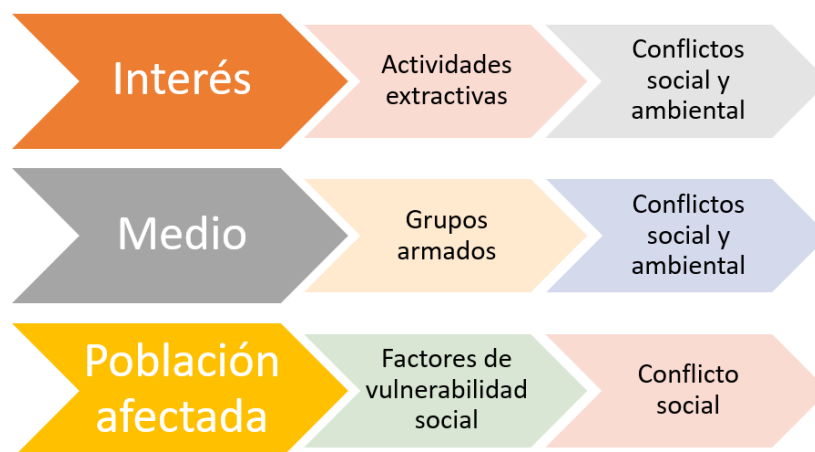 Interés
Actividades
extractivas
Conflictos
social y
ambiental
Medio
Grupos
armados
Conflictos
social y
ambiental
Población
afectada
Factores de
vulnerabilidad
social
Conflicto
social